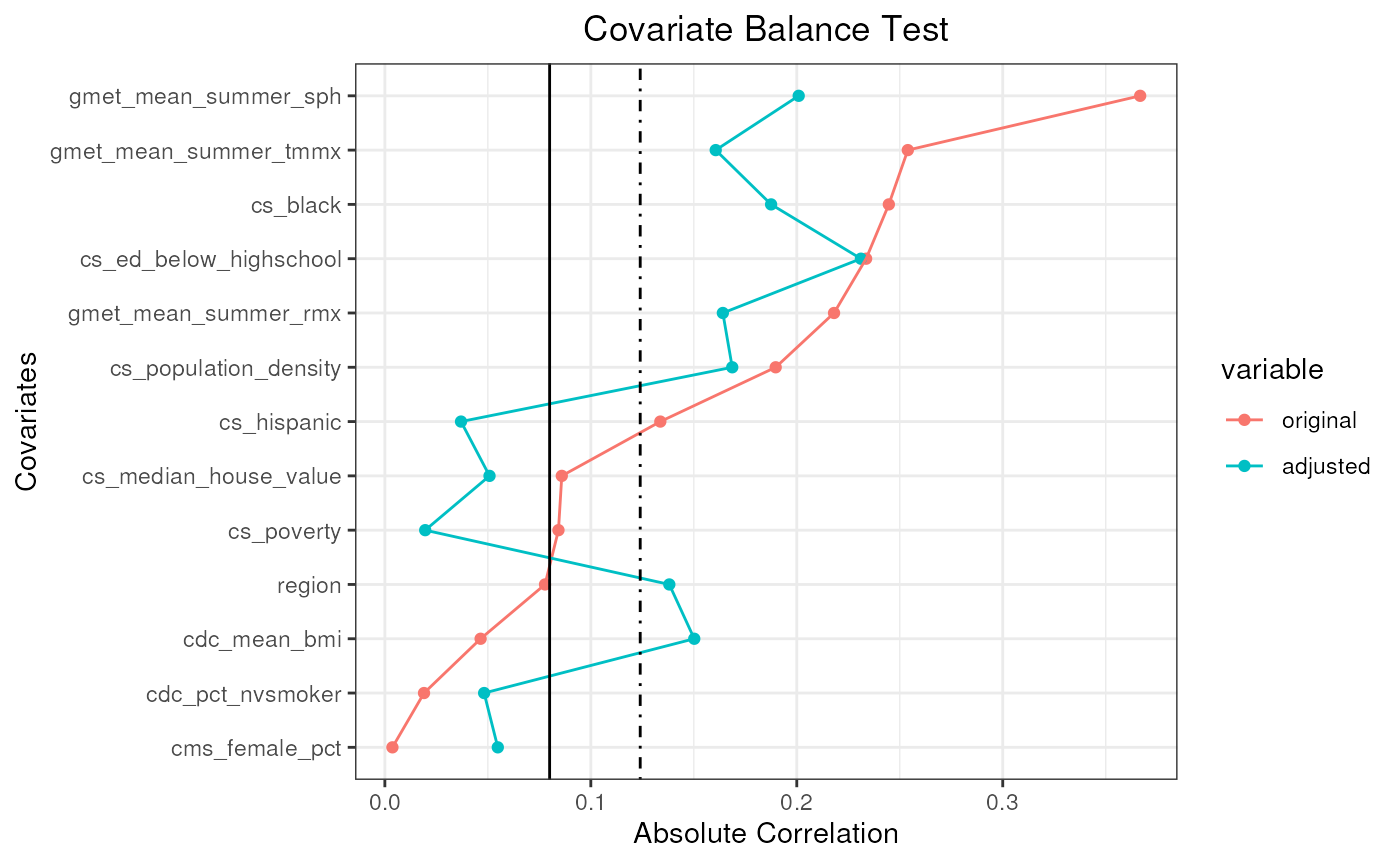 Covariate Balance Test
Covariates
gmet_mean_summer_sph
gmet_mean_summer_tmmx
cs_black
cs_ed_below_highschool
gmet_mean_summer_rmx
cs_population_density
cs_hispanic
cs_median_house_value
cs_poverty
region
cdc_mean_bmi
cdc_pct_nvsmoker
cms_female_pct
0.0 0.1 0.2 0.3
Absolute Correlation
variable
original
adjusted